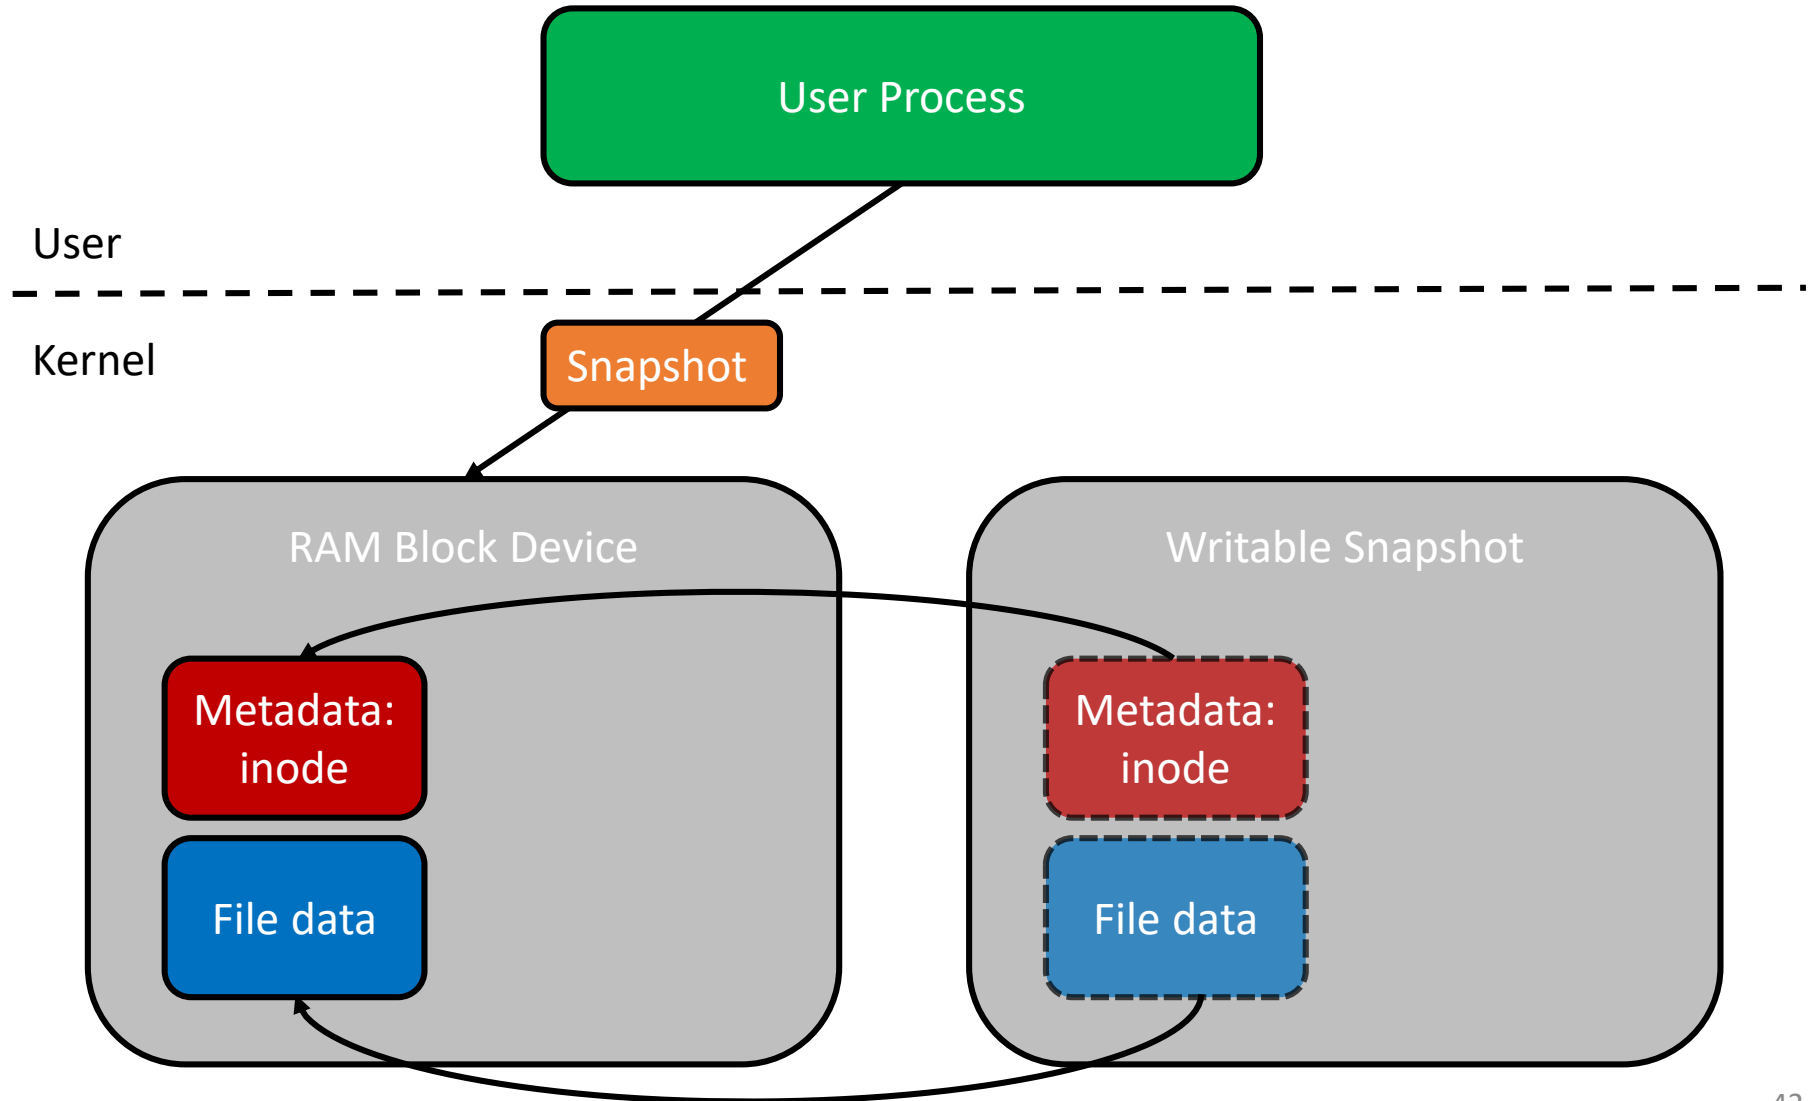 User Process
User
Kernel
Snapshot
RAM Block Device
Writable Snapshot
Metadata:
inode
File data
Metadata:
inode
File data